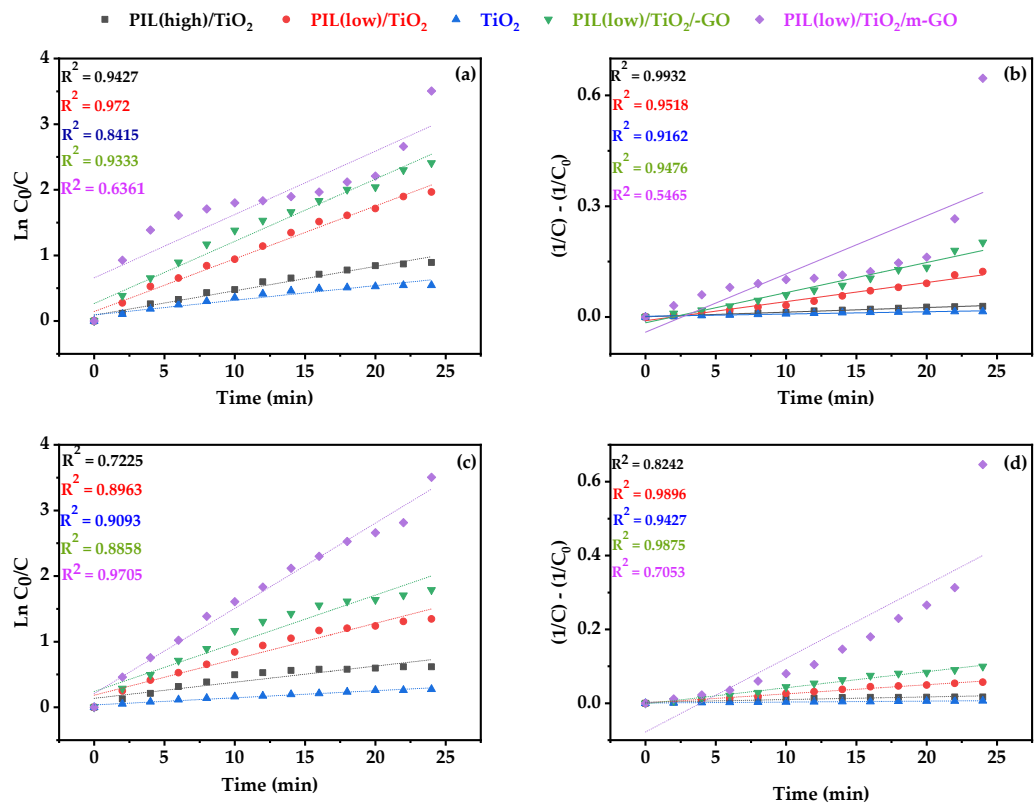 PIL(high)/TiO₂ PIL(low)/TiO₂ TiO₂ PIL(low)/TiO₂/-GO PIL(low)/TiO₂/m-GO
(a)
R² = 0.9427
R² = 0.972
R² = 0.8415
R² = 0.9333
R² = 0.6361
Ln C₀/C
4
3
2
1
0
0 5 10 15 20 25
Time (min)
(b)
R² = 0.9932
R² = 0.9518
R² = 0.9162
R² = 0.9476
R² = 0.5465
(1/C) - (1/C₀)
0.6
0.3
0.0
0 5 10 15 20 25
Time (min)
(c)
R² = 0.7225
R² = 0.8963
R² = 0.9093
R² = 0.8858
R² = 0.9705
Ln C₀/C
4
3
2
1
0
0 5 10 15 20 25
Time (min)
(d)
R² = 0.8242
R² = 0.9896
R² = 0.9427
R² = 0.9875
R² = 0.7053
(1/C) - (1/C₀)
0.6
0.4
0.2
0.0
0 5 10 15 20 25
Time (min)